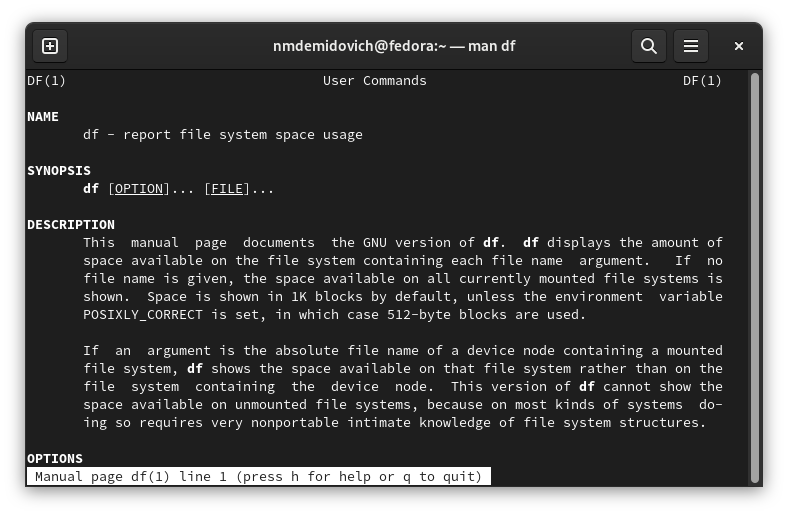 nmdemidovich@fedora:~ — man df
DF(1) User Commands DF(1)
NAME
df - report file system space usage
SYNOPSIS
df [OPTION]... [FILE]...
DESCRIPTION
This manual page documents the GNU version of df. df displays the amount of
space available on the file system containing each file name argument. If no
file name is given, the space available on all currently mounted file systems is
shown. Space is shown in 1K blocks by default, unless the environment variable
POSIXLY_CORRECT is set, in which case 512-byte blocks are used.
If an argument is the absolute file name of a device node containing a mounted
file system, df shows the space available on that file system rather than on the
file system containing the device node. This version of df cannot show the
space available on unmounted file systems, because on most kinds of systems do‐
ing so requires very nonportable intimate knowledge of file system structures.
OPTIONS
Manual page df(1) line 1 (press h for help or q to quit)